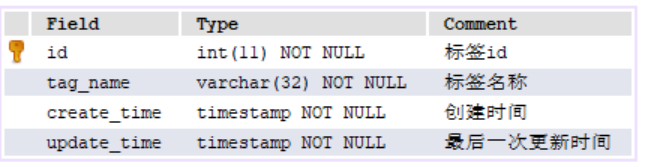 Field Type Comment
id int(11) NOT NULL 标签id
tag_name varchar(32) NOT NULL 标签名称
create_time timestamp NOT NULL 创建时间
update_time timestamp NOT NULL 最后一次更新时间